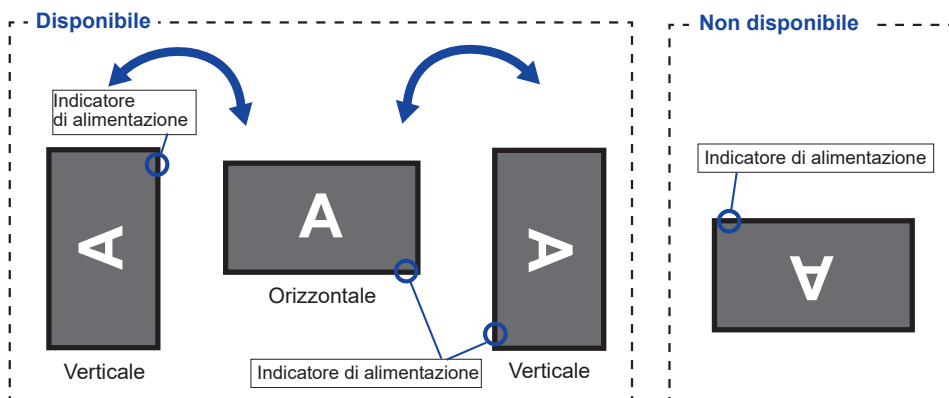 Disponibile
Non disponibile
Indicatore
di alimentazione
Indicatore di alimentazione
A
A
A
A
Orizzontale
Verticale
Indicatore di alimentazione
Verticale